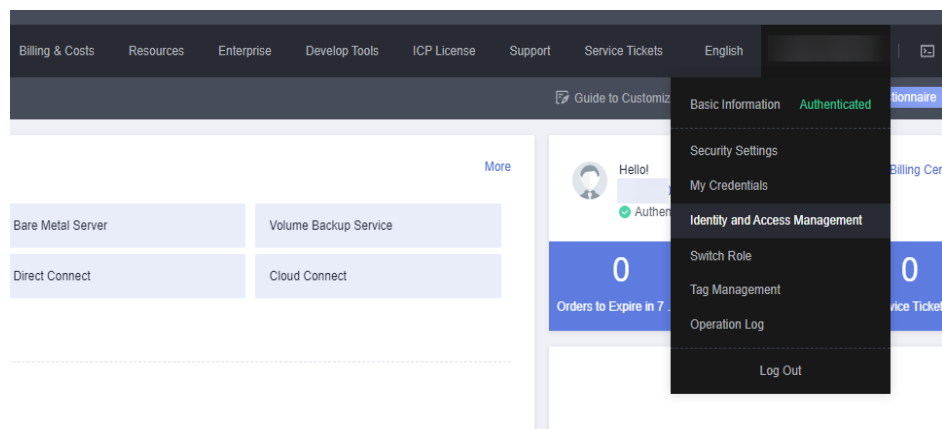 Billing & Costs Resources Enterprise Develop Tools ICP License Support Service Tickets English
Guide to Customiz
tionnaire
Basic Information Authenticated
Security Settings
My Credentials
Identity and Access Management
Switch Role
Tag Management
Operation Log
Log Out
More
Bare Metal Server
Volume Backup Service
Direct Connect
Cloud Connect
Hello!
Authen
Billing Cen
0
Orders to Expire in 7 .
0
vice Ticket